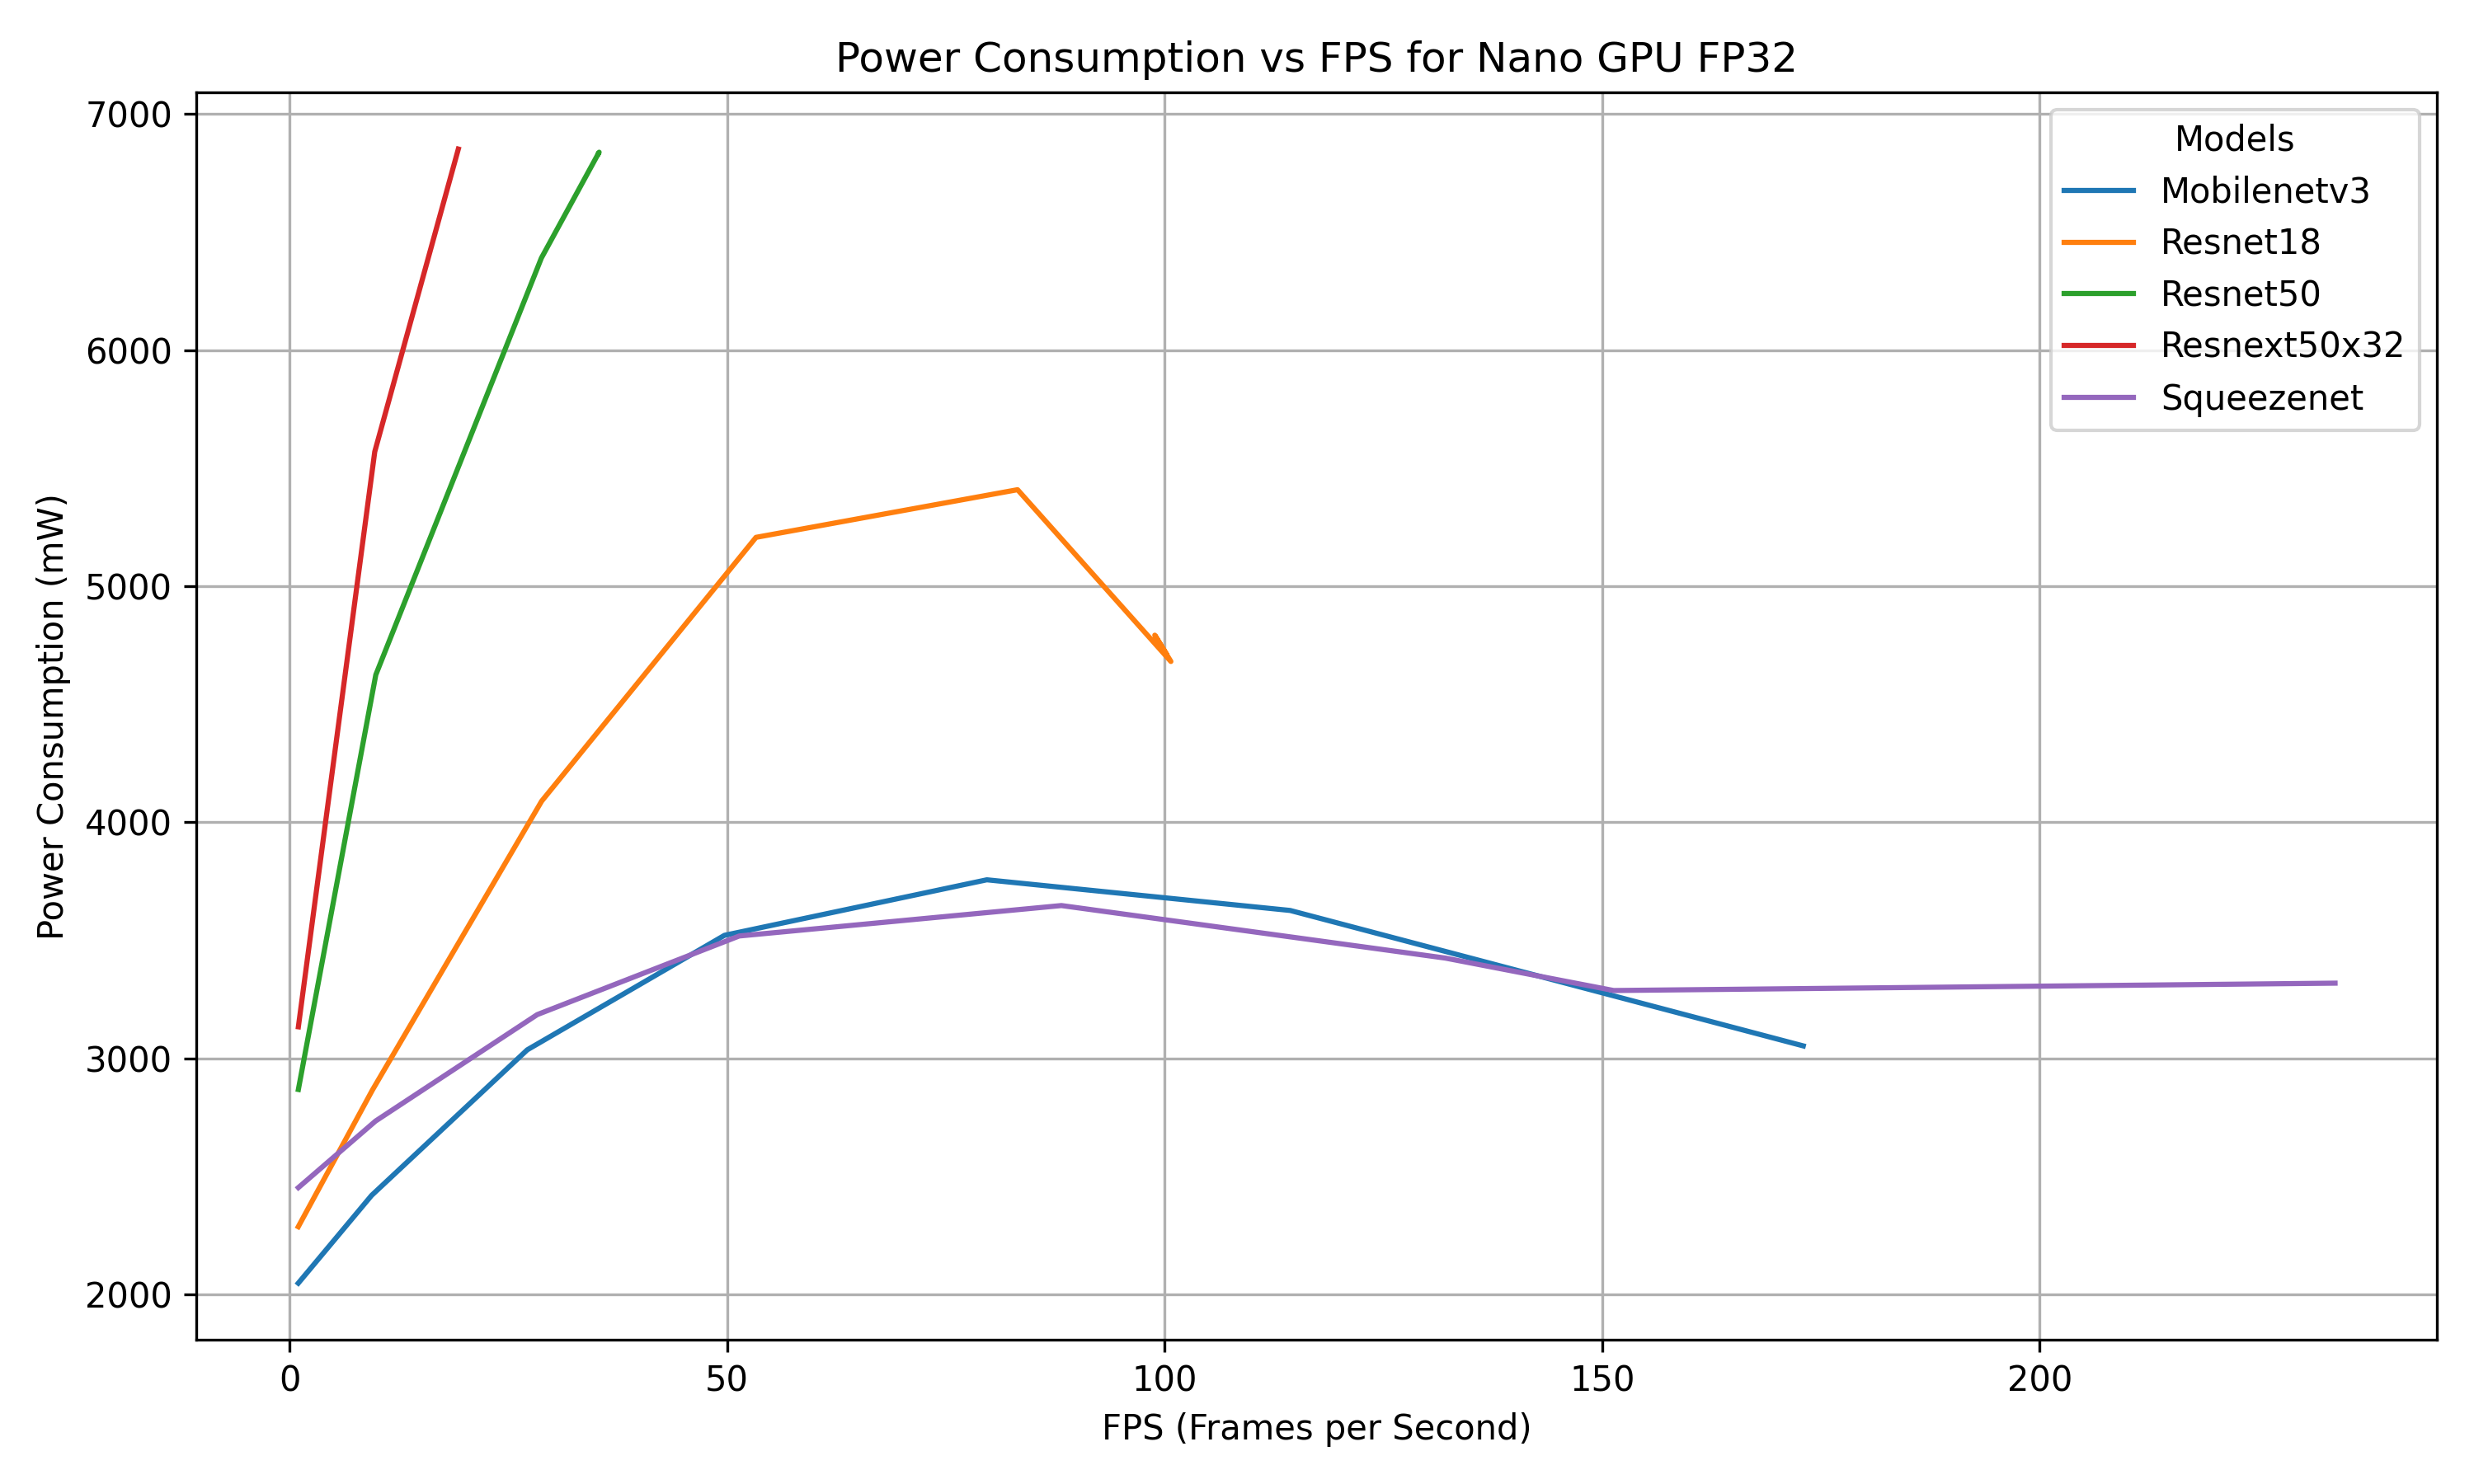 Power Consumption vs FPS for Nano GPU FP32
7000
6000
5000
4000
3000
2000
Power Consumption (mW)
Models
Mobilenetv3
Resnet18
Resnet50
Resnext50x32
Squeezenet
0 50 100 150 200
FPS (Frames per Second)